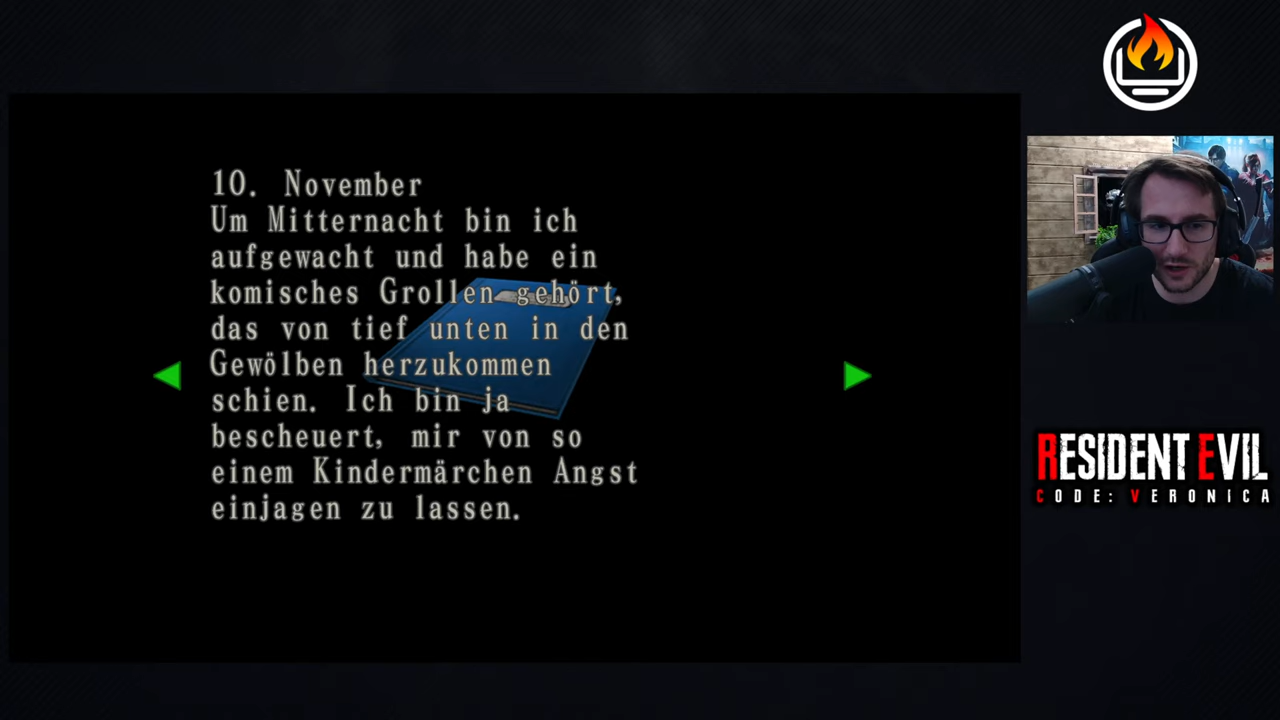 10. November
Um Mitternacht bin ich
aufgewacht und habe ein
komisches Grollen gehört,
das von tief unten in den
Gewölben herzukommen
schien. Ich bin ja
bescheuert, mir von so
einem Kindermärchen Angst
einjagen zu lassen.
RESIDENT EVIL
CODE: VERONICA